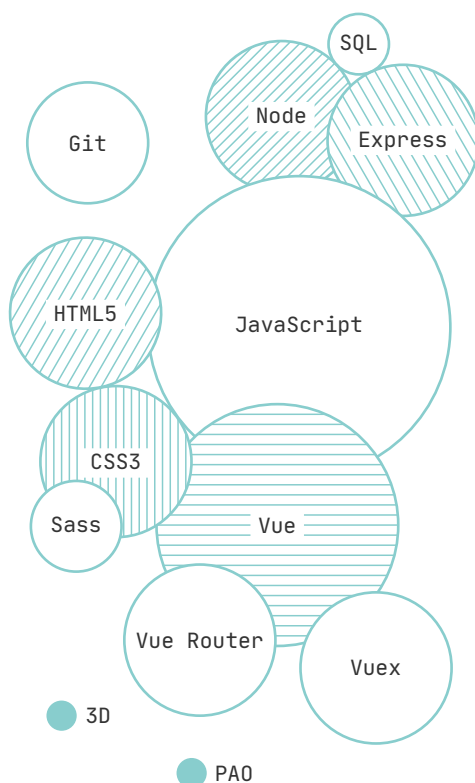 SQL
Node
Express
Git
HTML5
JavaScript
CSS3
Sass
Vue
Vue Router
Vuex
3D
PAO